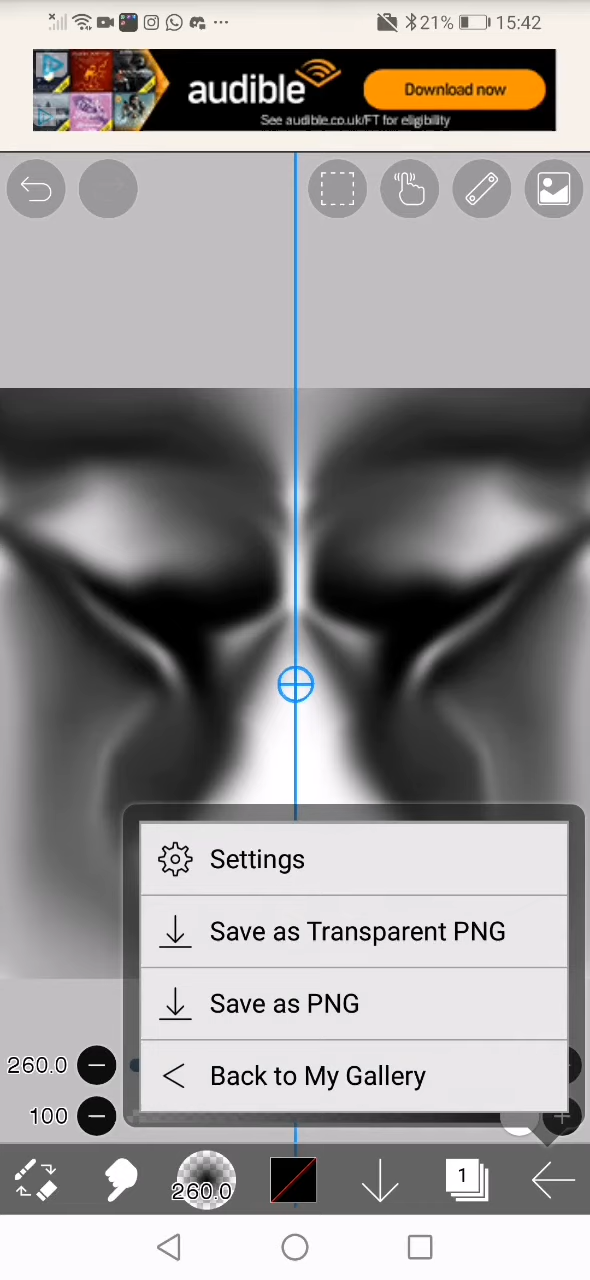 21% 15:42
audible
Download now
See audible.co.uk/FT for eligibility
Settings
Save as Transparent PNG
Save as PNG
260.0
Back to My Gallery
100
260.0
1